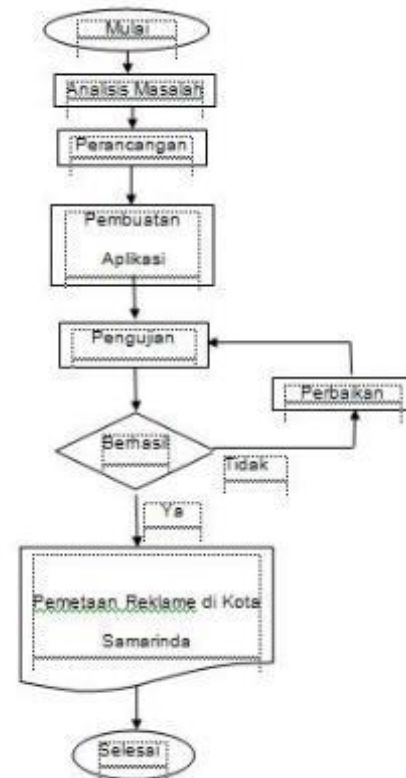 Mulai
Analisis Masalah
Perancangan
Pembuatan
Aplikasi
Pengujian
Perbaikan
Berhasil
Tidak
Ya
Pemetaan Reklame di Kota
Samarinda
Selesai